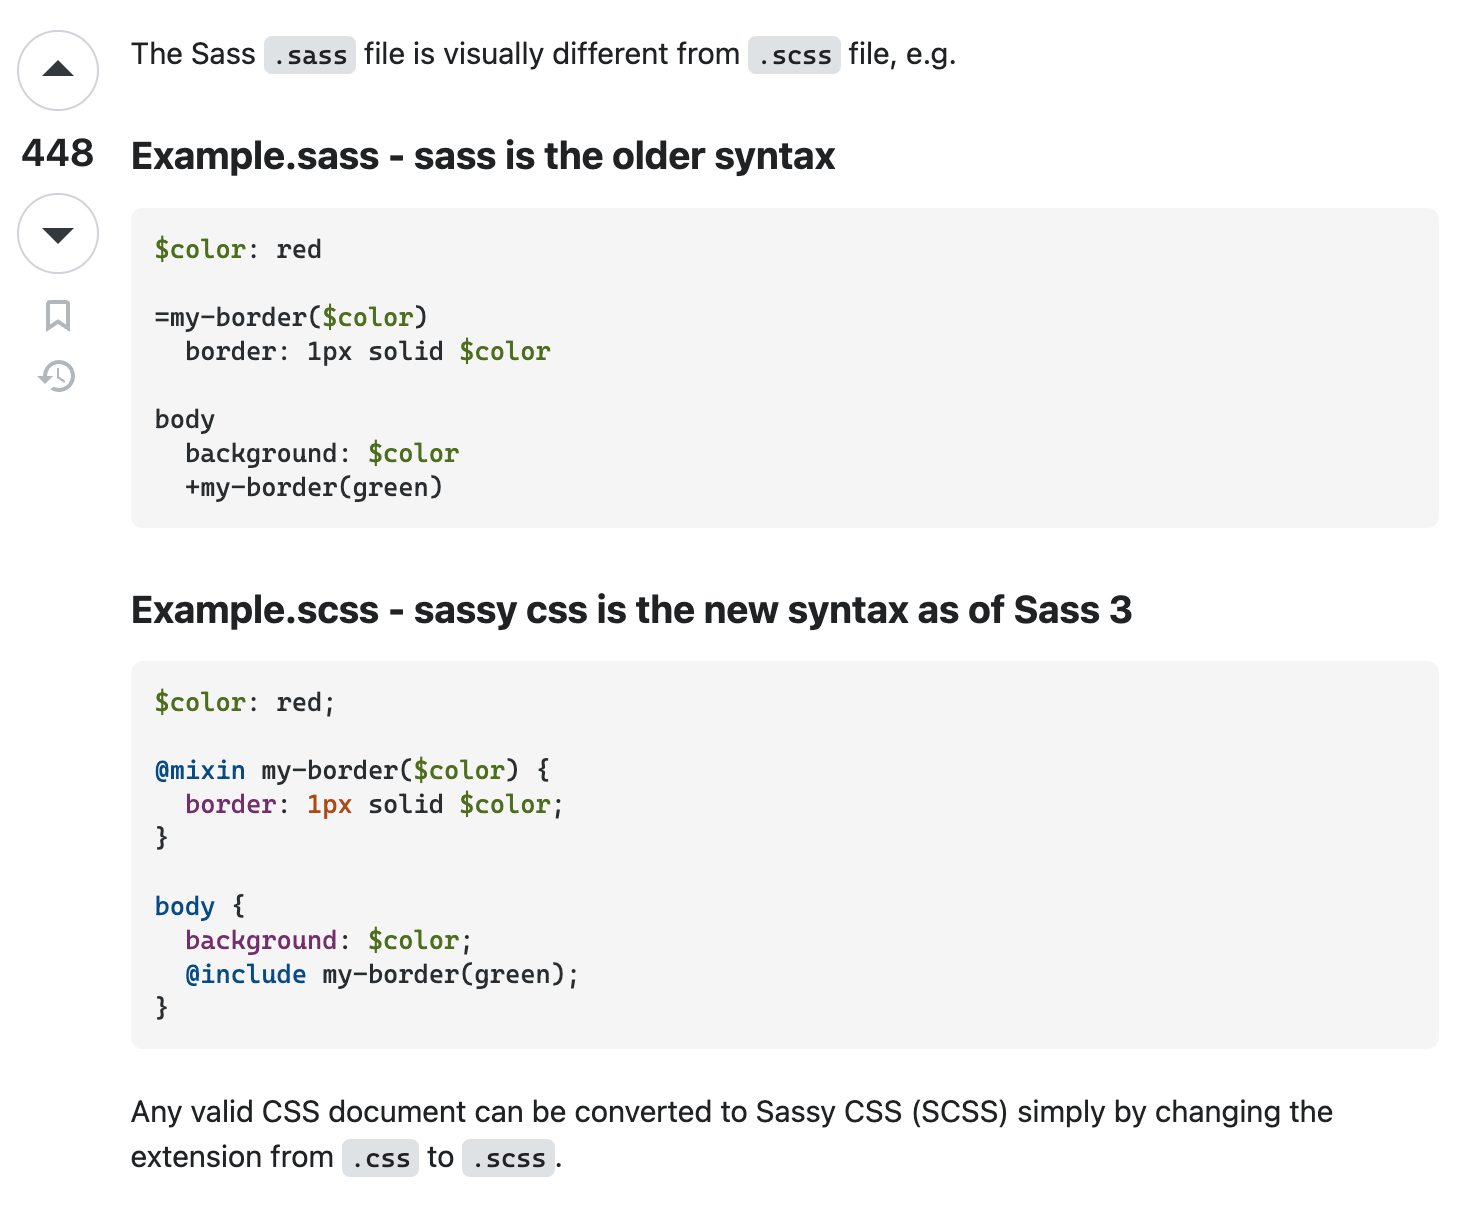 The Sass .sass file is visually different from .scss file, e.g.
448
Example.sass - sass is the older syntax
$color: red
=my-border($color)
  border: 1px solid $color
body
  background: $color
  +my-border(green)
Example.scss - sassy css is the new syntax as of Sass 3
$color: red;
@mixin my-border($color) {
  border: 1px solid $color;
}
body {
  background: $color;
  @include my-border(green);
}
Any valid CSS document can be converted to Sassy CSS (SCSS) simply by changing the
extension from .css to .scss.